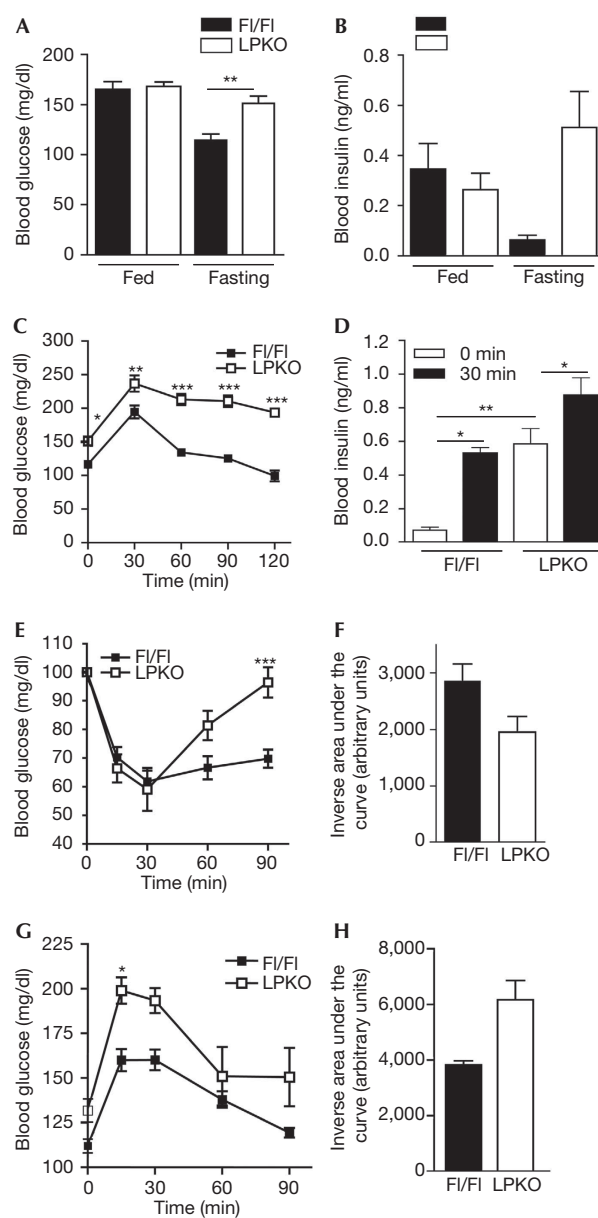 A
Fl/Fl
LPKO
Blood glucose (mg/dl)
200
150
100
50
0
**
Fed
Fasting
B
Blood insulin (ng/ml)
0.8
0.6
0.4
0.2
0.0
Fed
Fasting
C
Fl/Fl
LPKO
Blood glucose (mg/dl)
300
250
200
150
100
50
0
*
**
***
***
***
0 30 60 90 120
Time (min)
D
0 min
30 min
Blood insulin (ng/ml)
1.2
1.0
0.8
0.6
0.4
0.2
0.0
*
**
*
Fl/Fl
LPKO
E
Fl/Fl
LPKO
Blood glucose (mg/dl)
110
100
90
80
70
60
50
40
***
0 30 60 90
Time (min)
F
Inverse area under the
curve (arbitrary units)
3,000
2,000
1,000
0
Fl/Fl LPKO
G
Fl/Fl
LPKO
Blood glucose (mg/dl)
225
200
175
150
125
100
*
0 30 60 90
Time (min)
H
Inverse area under the
curve (arbitrary units)
8,000
6,000
4,000
2,000
0
Fl/Fl LPKO